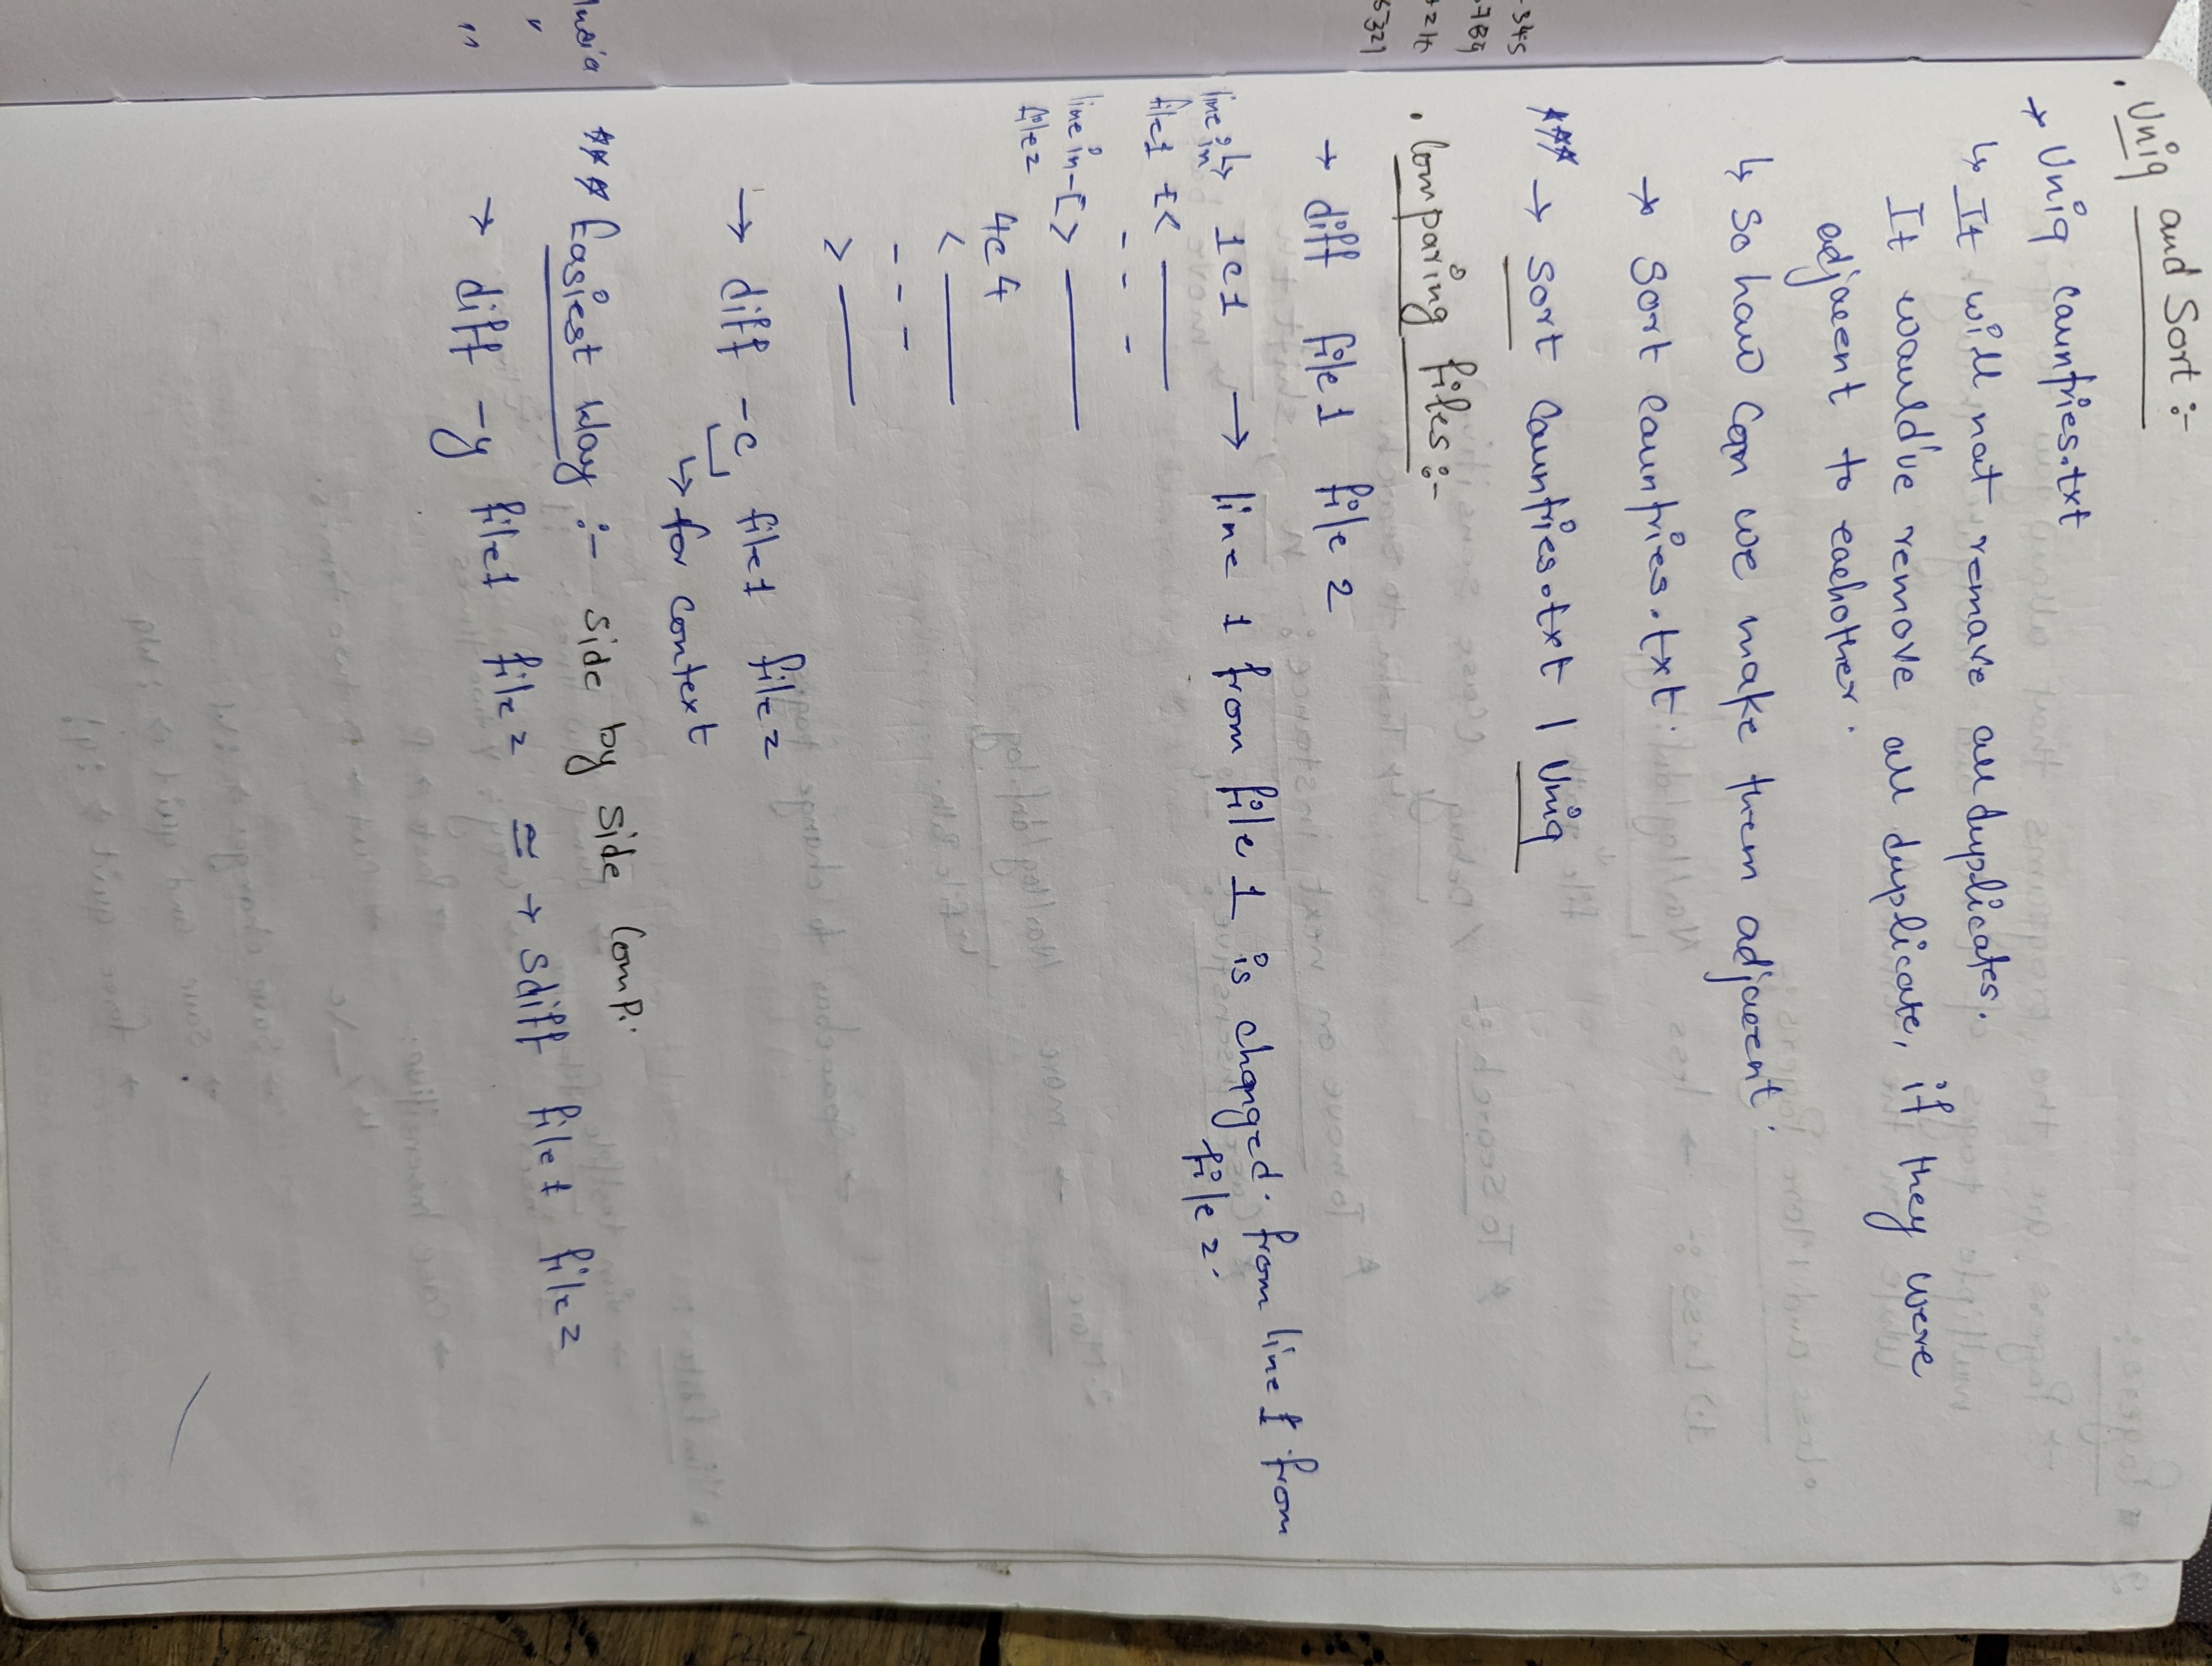 . Uniq and Sort :-
→ Uniq countries.txt
↳ It will not remove all duplicates.
It would've remove all duplicate, if they were
adjacent to eachother.
↳ So how can we make them adjacent.
→ Sort countries.txt.
*** → Sort countries.txt | Uniq
. Comparing files :-
→ diff file1 file 2
↳ 1c1 → line 1 from file 1 is changed. from line 1 from
file 2.
line in
file1 <
- - -
line in >
file2
4c4
<
- - -
>
→ diff -c file1 file2
↳ for context
*** Easiest Way :- side by side comp.
→ diff -y file1 file2 ≅ → Sdiff file1 file2
-345
5321